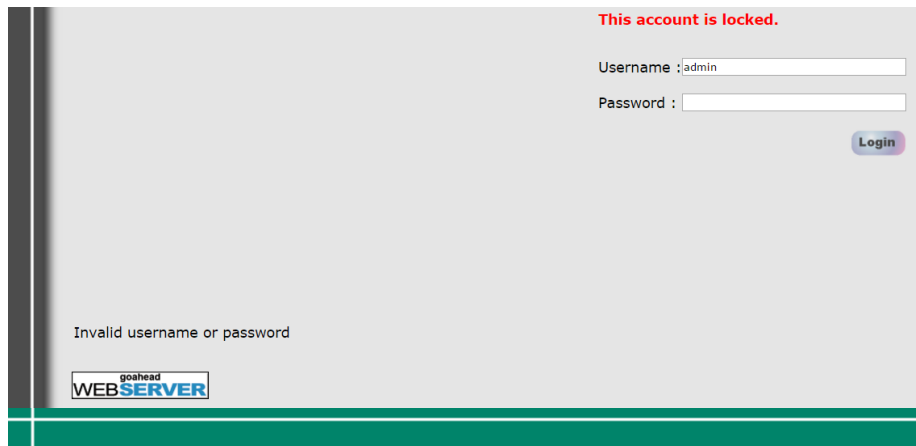 This account is locked.
Username : admin
Password :
Login
Invalid username or password
goahead
WEBSERVER